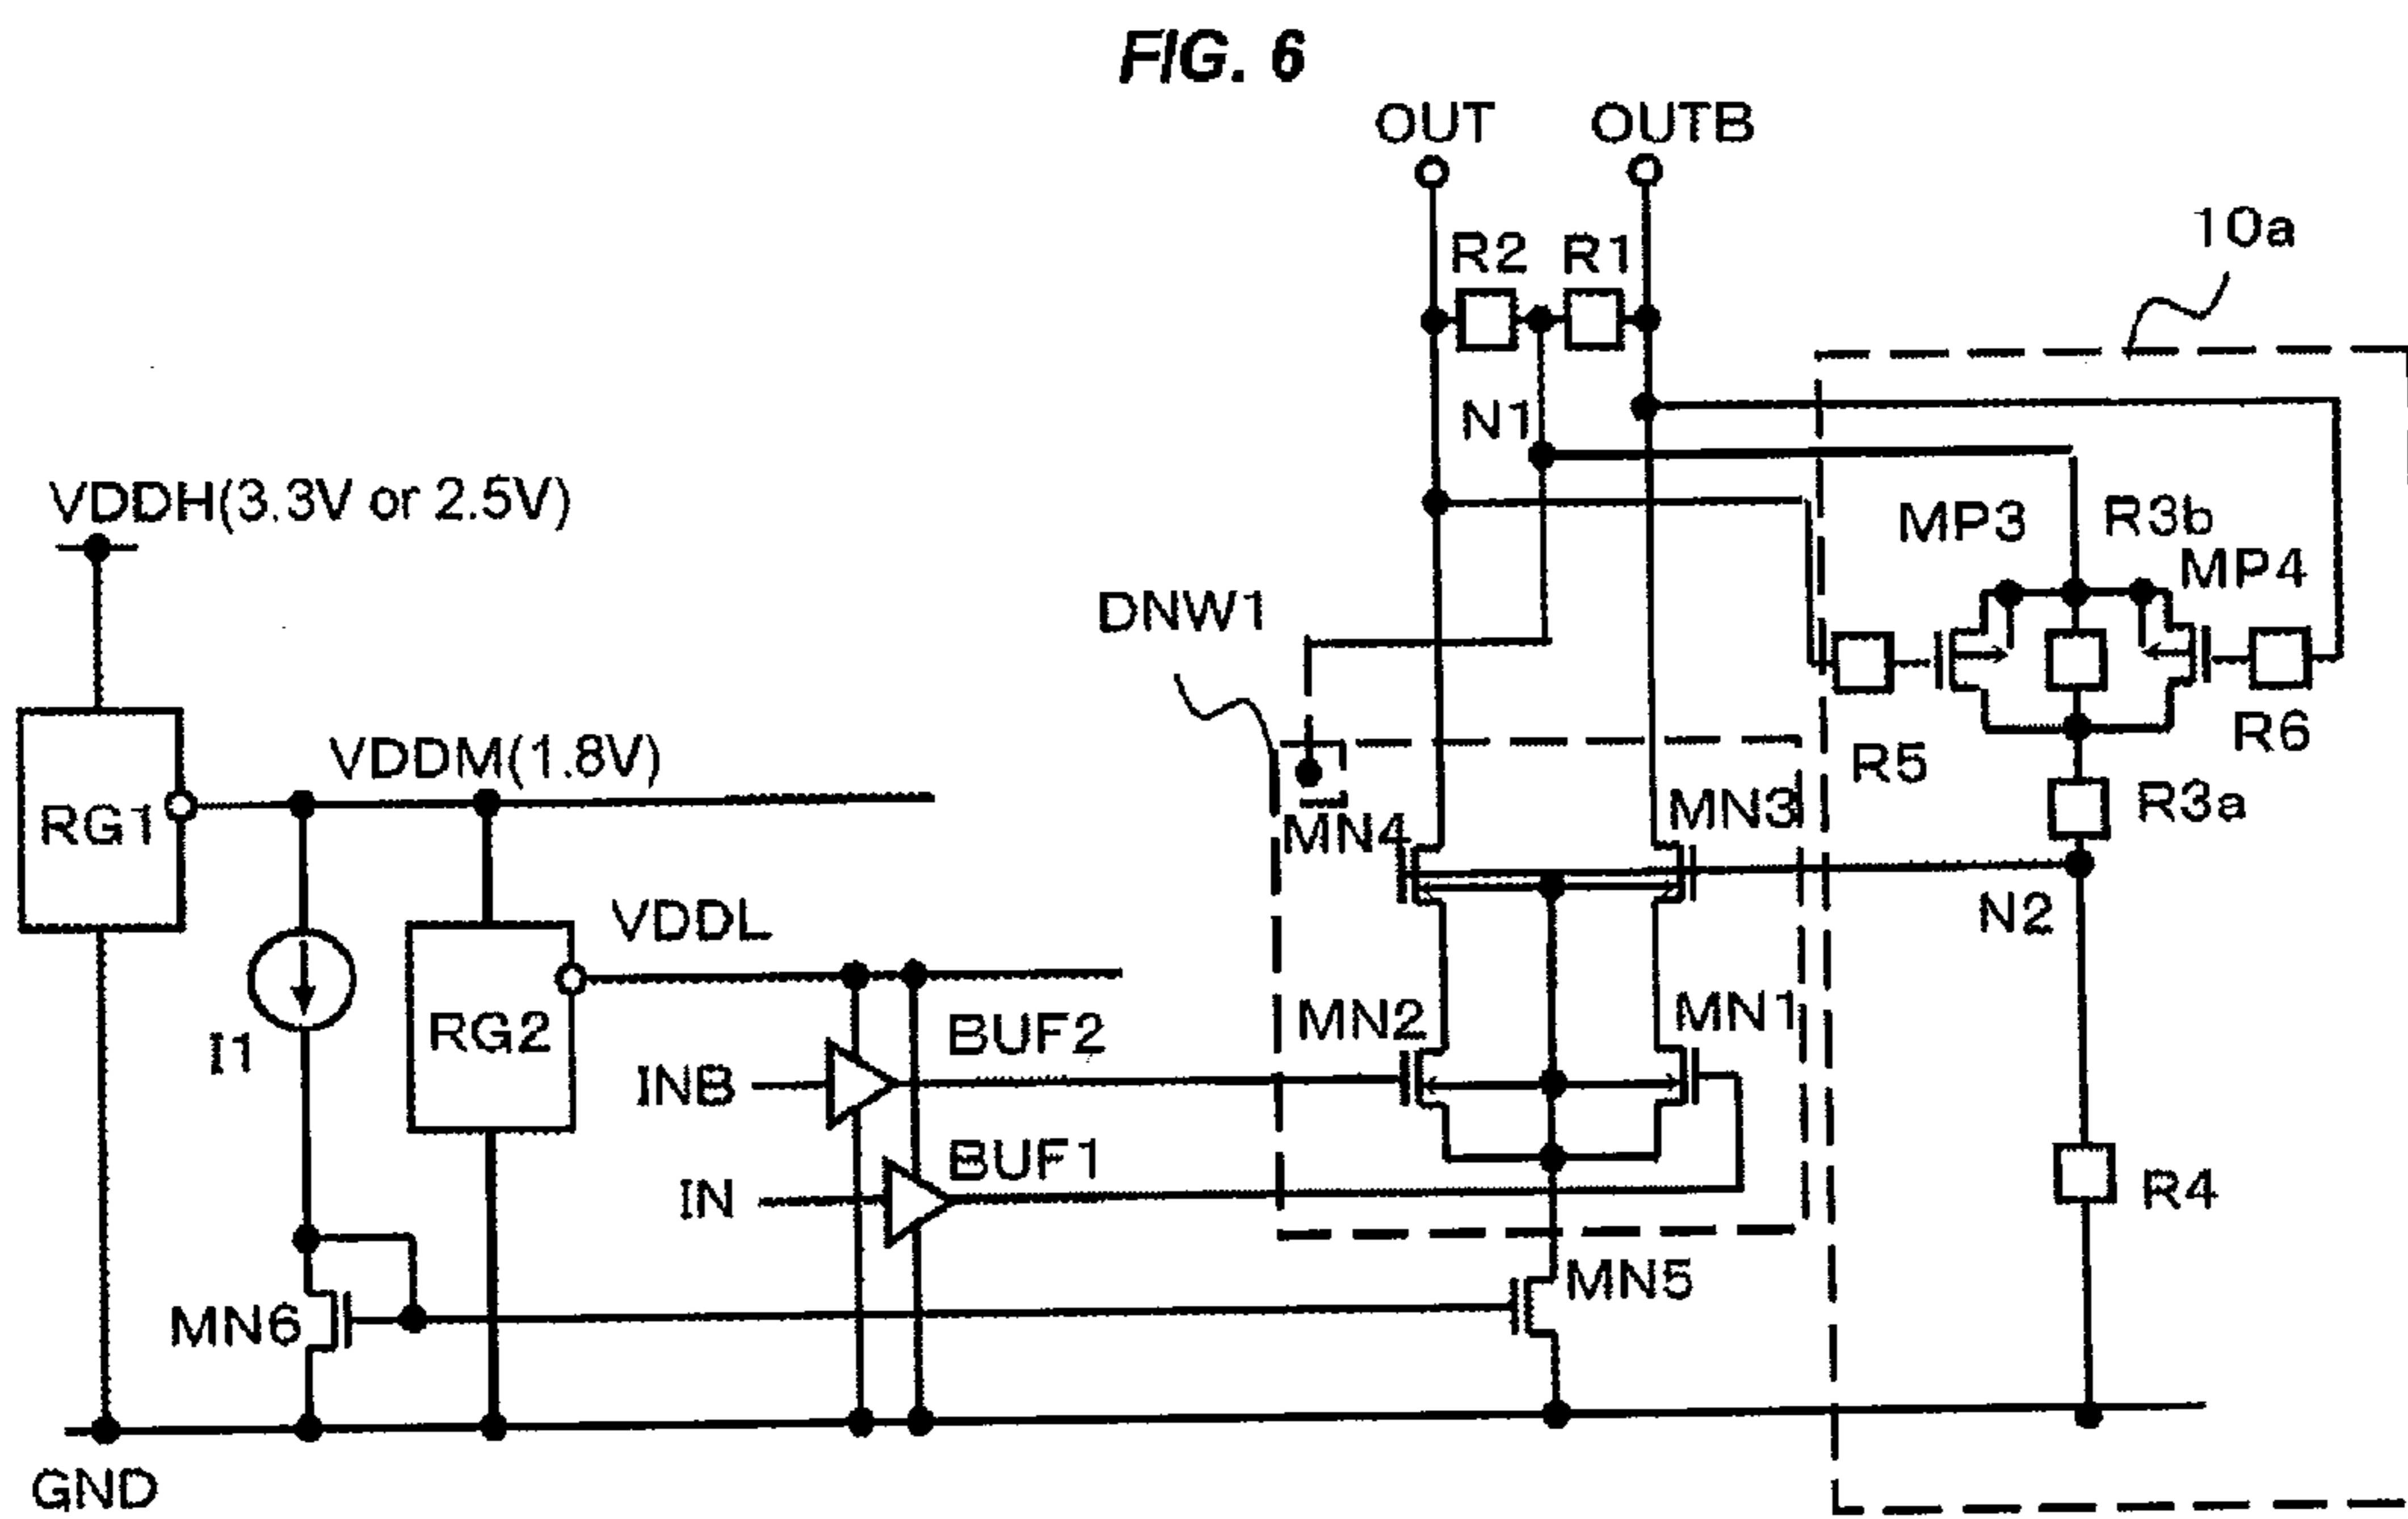 FIG. 6
OUT OUTB
R2 R1
10a
N1
VDDH(3.3V or 2.5V)
MP3 R3b
MP4
DNW1
VDDM(1.8V)
R5 R6
RG1
MN4 MN3 R3a
VDDL
N2
I1 RG2 BUF2 MN2 MN1
INB
BUF1
IN
R4
MN6 MN5
GND